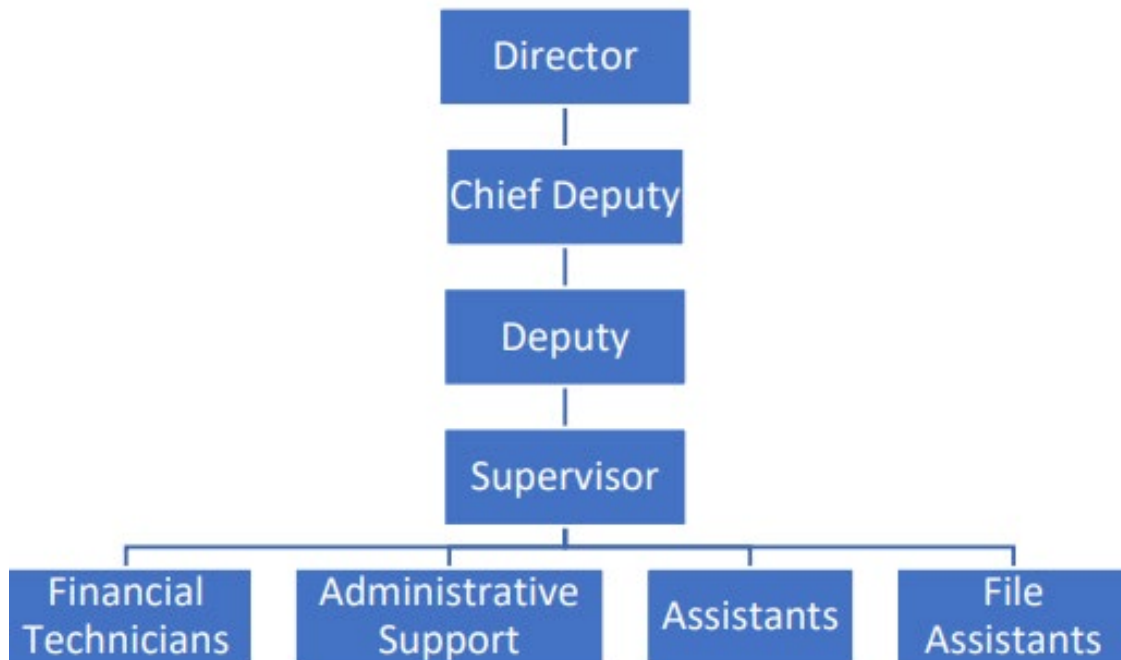 Director
Chief Deputy
Deputy
Supervisor
Financial
Technicians
Administrative
Support
Assistants
File
Assistants